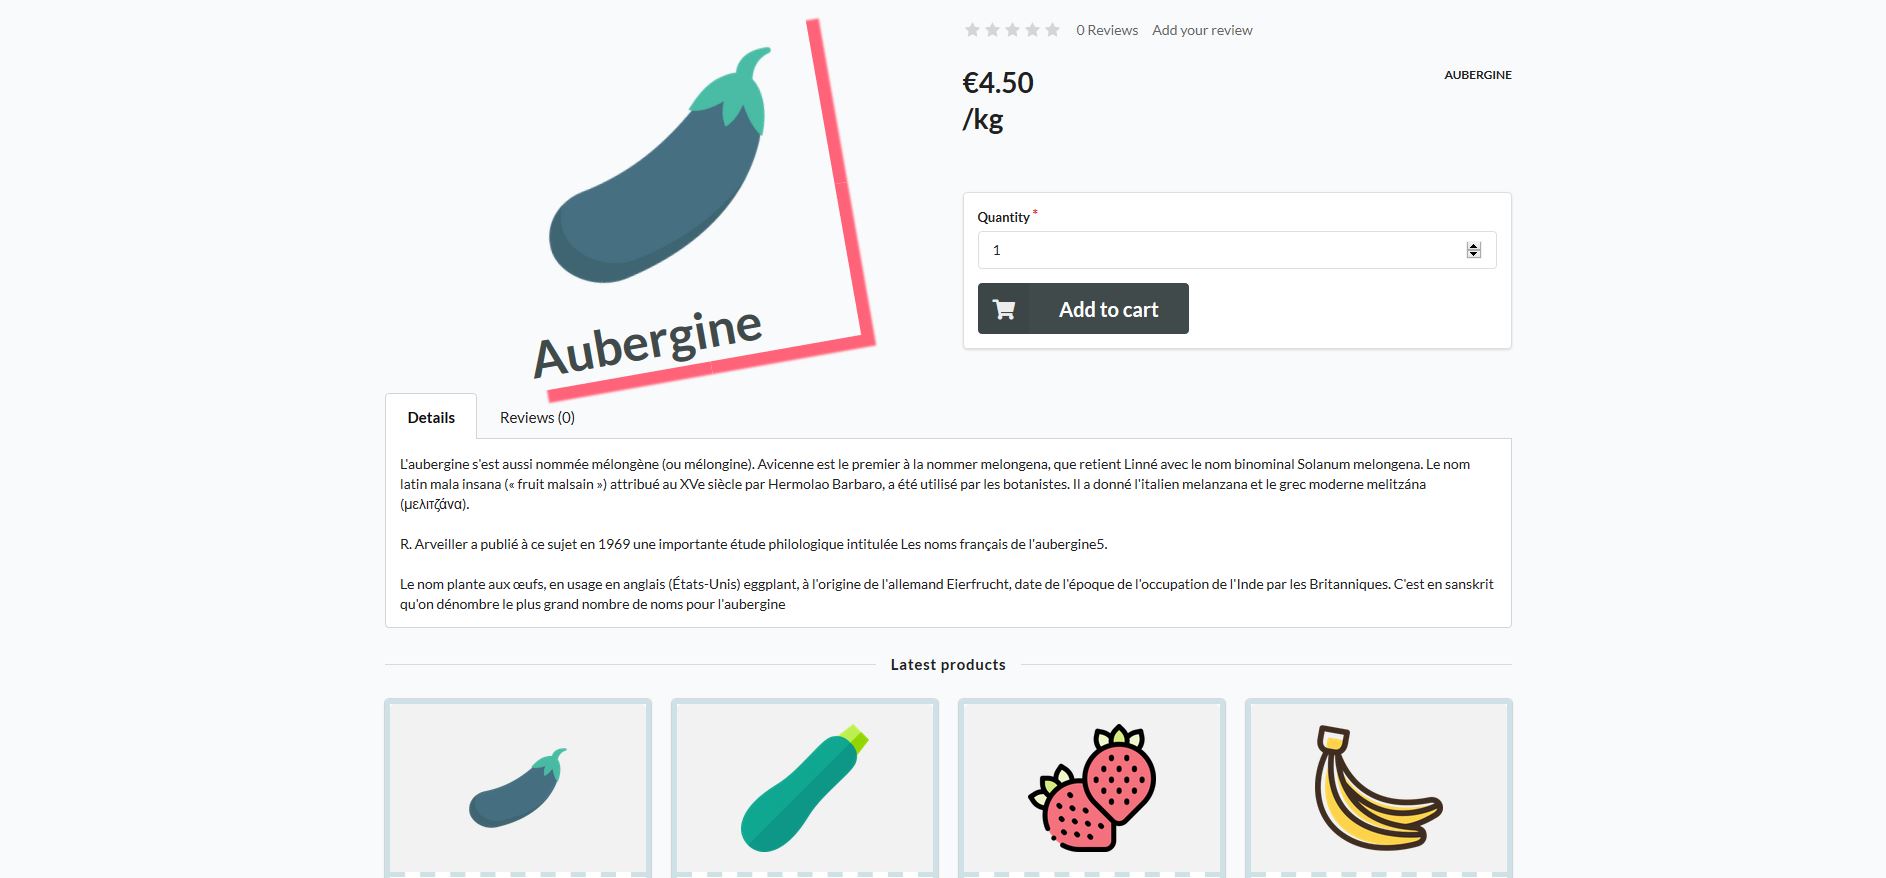 0 Reviews Add your review
€4.50
/kg
AUBERGINE
Quantity *
1
Add to cart
Aubergine
Details Reviews (0)
L'aubergine s'est aussi nommée mélongène (ou mélongine). Avicenne est le premier à la nommer melongena, que retient Linné avec le nom binominal Solanum melongena. Le nom
latin mala insana (« fruit malsain ») attribué au XVe siècle par Hermolao Barbaro, a été utilisé par les botanistes. Il a donné l'italien melanzana et le grec moderne melitzána
(μελιτζάνα).
R. Arveiller a publié à ce sujet en 1969 une importante étude philologique intitulée Les noms français de l'aubergine5.
Le nom plante aux œufs, en usage en anglais (États-Unis) eggplant, à l'origine de l'allemand Eierfrucht, date de l'époque de l'occupation de l'Inde par les Britanniques. C'est en sanskrit
qu'on dénombre le plus grand nombre de noms pour l'aubergine
Latest products